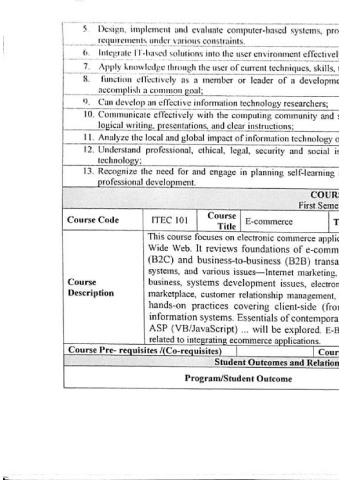 5. Design, implement and evaluate computer-based systems, pro
requirements under various constraints.
6. Integrate IT-based solutions into the user environment effectivel
7. Apply knowledge through the user of current techniques, skills,
8. function effectively as a member or leader of a developme
accomplish a common goal;
9. Can develop an effective information technology researchers;
10. Communicate effectively with the computing community and
logical writing, presentations, and clear instructions;
11. Analyze the local and global impact of information technology o
12. Understand professional, ethical, legal, security and social is
technology;
13. Recognize the need for and engage in planning self-learning
professional development.
COUR
First Seme
Course Code ITEC 101 Course Title E-commerce T
Course Description
This course focuses on electronic commerce applic
Wide Web. It reviews foundations of e-comm
(B2C) and business-to-business (B2B) transa
systems, and various issues—Internet marketing,
business, systems development issues, electron
marketplace, customer relationship management,
hands-on practices covering client-side (fro
information systems. Essentials of contempora
ASP (VB/JavaScript) ... will be explored. E-B
related to integrating ecommerce applications.
Course Pre- requisites /(Co-requisites) Cour
Student Outcomes and Relation
Program/Student Outcome